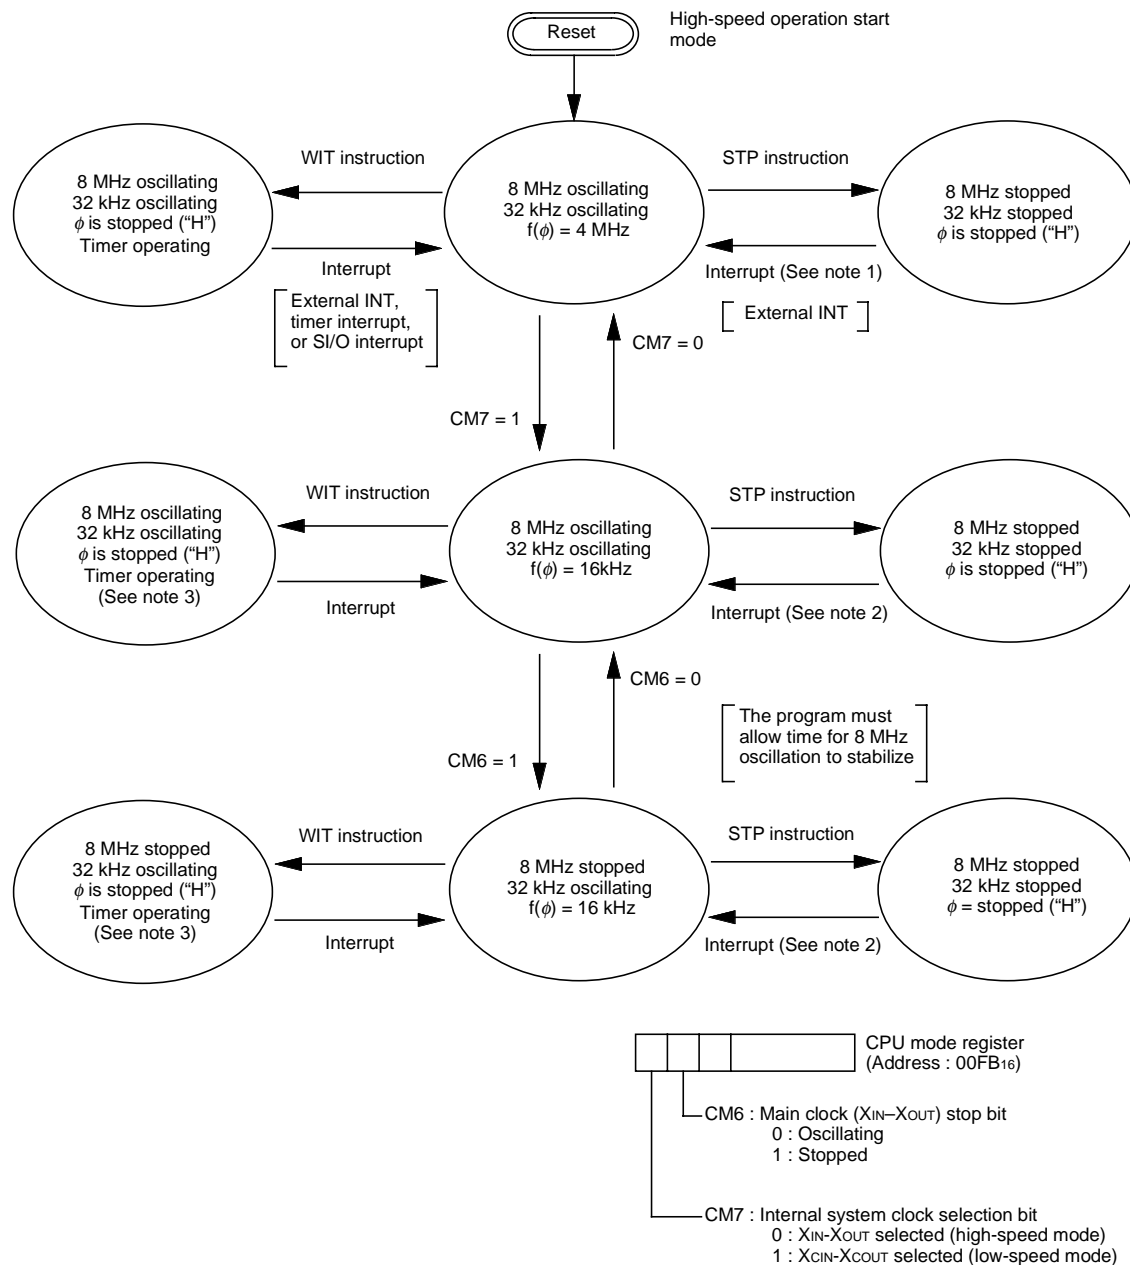 Reset
High-speed operation start
mode
8 MHz oscillating
32 kHz oscillating
ϕ is stopped (“H”)
Timer operating
WIT instruction
Interrupt
External INT,
timer interrupt,
or SI/O interrupt
8 MHz oscillating
32 kHz oscillating
f(ϕ) = 4 MHz
STP instruction
Interrupt (See note 1)
External INT
8 MHz stopped
32 kHz stopped
ϕ is stopped (“H”)
CM7 = 1
CM7 = 0
8 MHz oscillating
32 kHz oscillating
ϕ is stopped (“H”)
Timer operating
(See note 3)
WIT instruction
Interrupt
8 MHz oscillating
32 kHz oscillating
f(ϕ) = 16kHz
STP instruction
Interrupt (See note 2)
8 MHz stopped
32 kHz stopped
ϕ is stopped (“H”)
CM6 = 1
CM6 = 0
The program must
allow time for 8 MHz
oscillation to stabilize
8 MHz stopped
32 kHz oscillating
ϕ is stopped (“H”)
Timer operating
(See note 3)
WIT instruction
Interrupt
8 MHz stopped
32 kHz oscillating
f(ϕ) = 16 kHz
STP instruction
Interrupt (See note 2)
8 MHz stopped
32 kHz stopped
ϕ = stopped (“H”)
CPU mode register
(Address : 00FB16)
CM6 : Main clock (XIN–XOUT) stop bit
0 : Oscillating
1 : Stopped
CM7 : Internal system clock selection bit
0 : XIN-XOUT selected (high-speed mode)
1 : XCIN-XCOUT selected (low-speed mode)